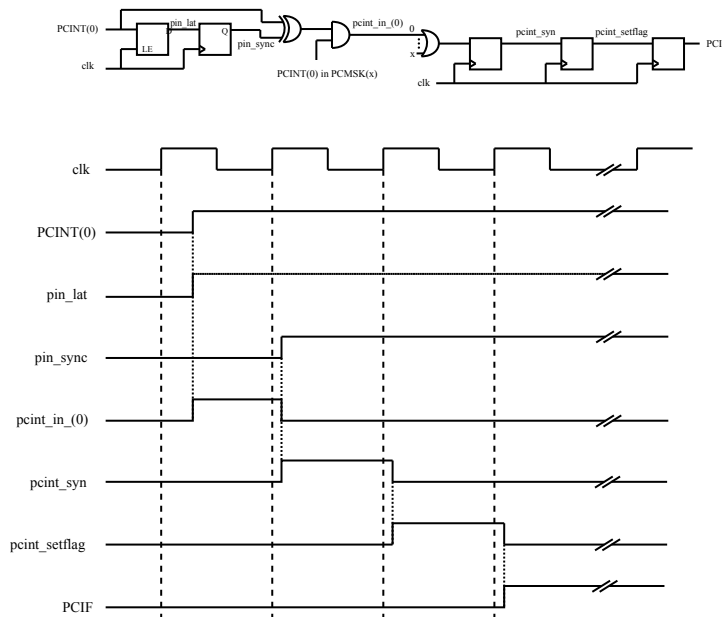 PCINT(0)
pin_lat
D
Q
LE
pin_sync
clk
PCINT(0) in PCMSK(x)
pcint_in_(0)
0
x
clk
pcint_syn
pcint_setflag
PCI
clk
PCINT(0)
pin_lat
pin_sync
pcint_in_(0)
pcint_syn
pcint_setflag
PCIF